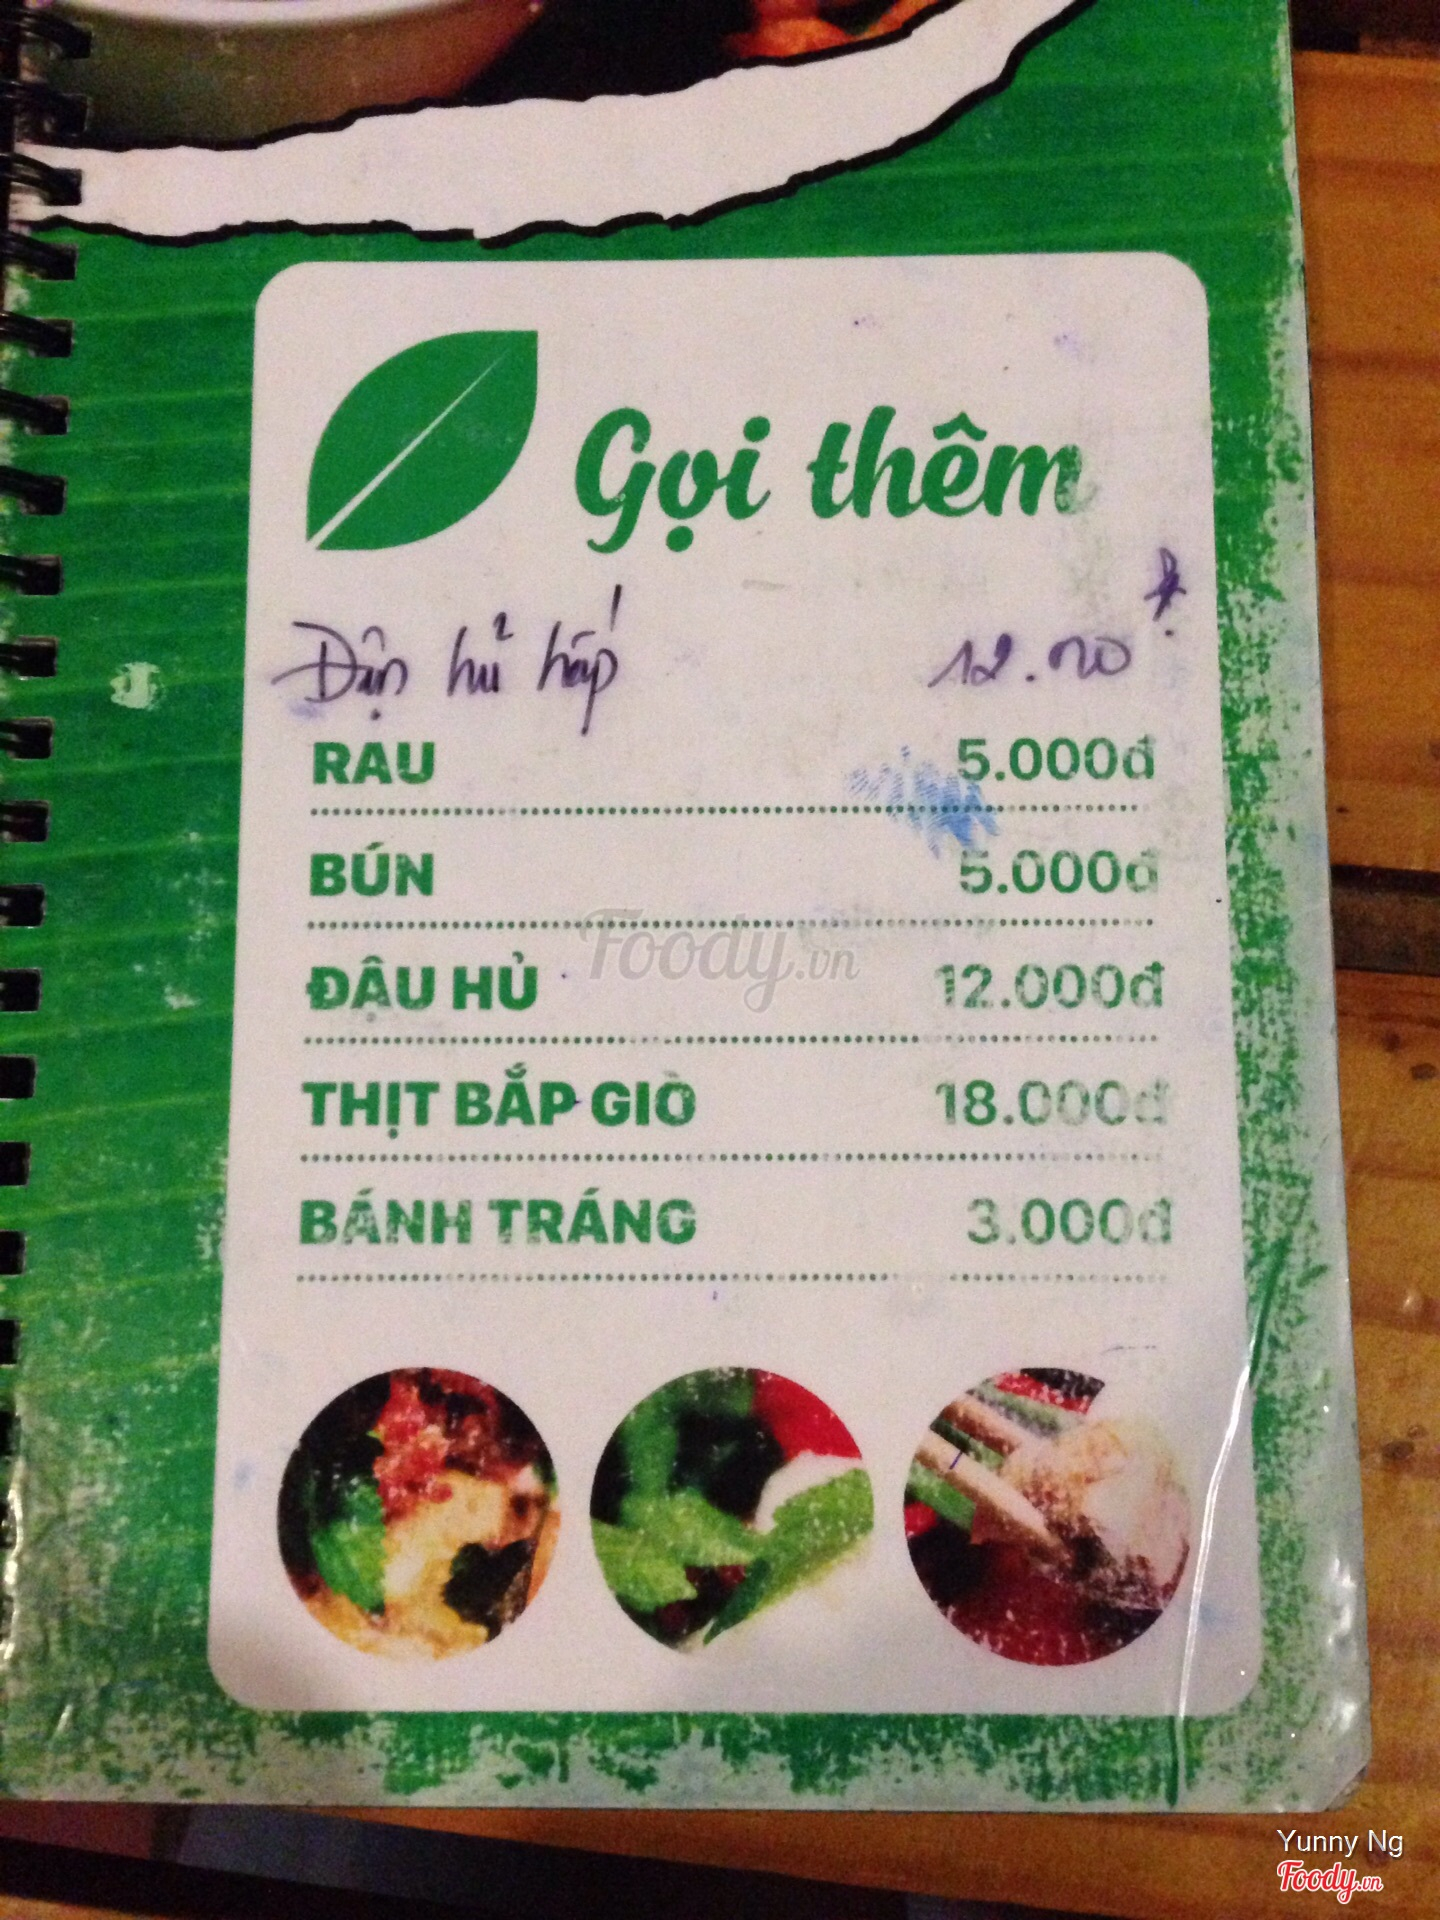 Gọi thêm
Đậu hủ hấp 12.000 đ
RAU 5.000đ
BÚN 5.000đ
Foody.vn
ĐẬU HỦ 12.000đ
THỊT BẮP GIÒ 18.000đ
BÁNH TRÁNG 3.000đ
Yunny Ng
Foody.vn